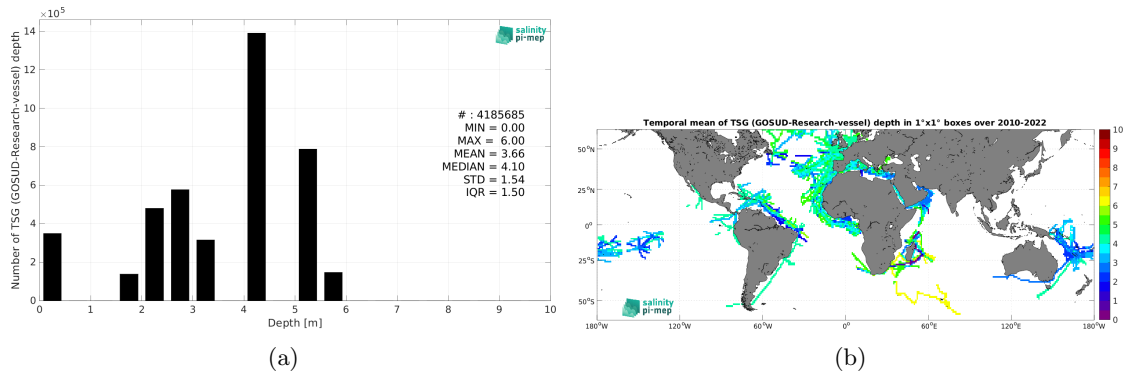 ×10^5
14
12
10
8
6
4
2
0
Number of TSG (GOSUD-Research-vessel) depth
salinity
pi-mep
# : 4185685
MIN = 0.00
MAX = 6.00
MEAN = 3.66
MEDIAN = 4.10
STD = 1.54
IQR = 1.50
0 1 2 3 4 5 6 7 8 9 10
Depth [m]
(a)
Temporal mean of TSG (GOSUD-Research-vessel) depth in 1°x1° boxes over 2010-2022
50°N
25°N
0°
25°S
50°S
salinity
pi-mep
180°W 120°W 60°W 0° 60°E 120°E 180°W
10
9
8
7
6
5
4
3
2
1
0
(b)